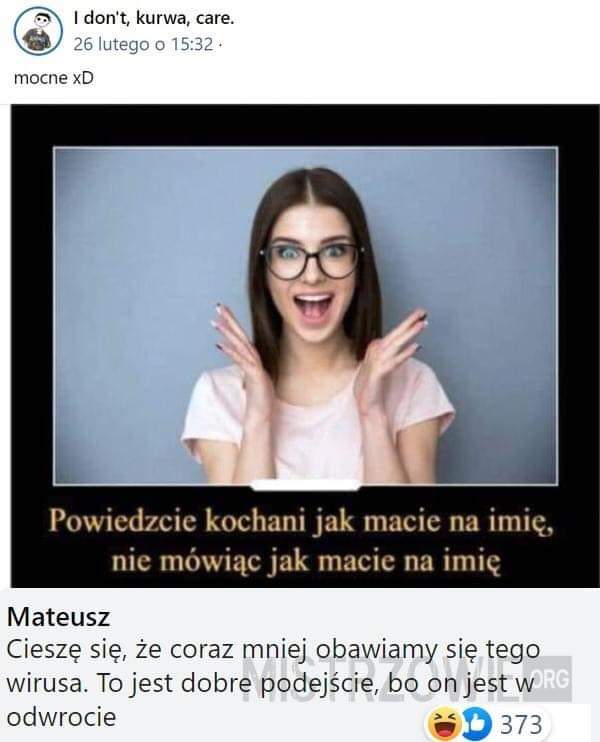 I don't, kurwa, care.
26 lutego o 15:32 ·
mocne xD
Powiedzcie kochani jak macie na imię,
nie mówiąc jak macie na imię
Mateusz
Cieszę się, że coraz mniej obawiamy się tego
wirusa. To jest dobre podejście, bo on jest w
odwrocie
MISTRZOWIE.ORG
373